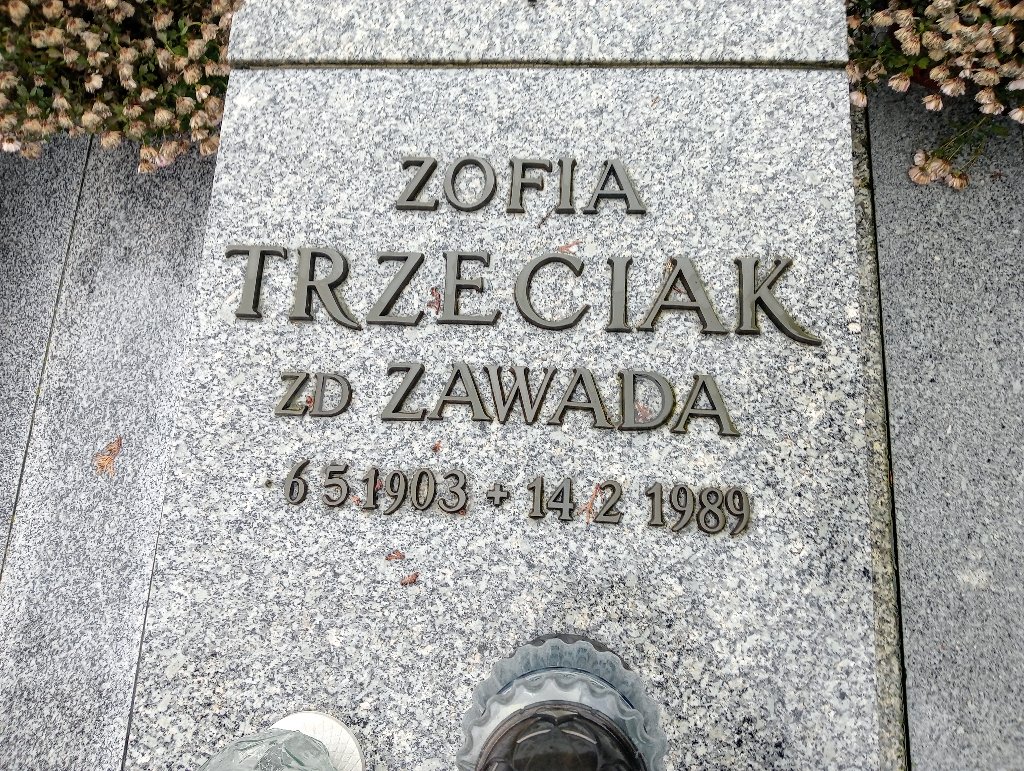 ZOFIA
TRZECIAK
ZD ZAWADA
6 5 1903 + 14 2 1989